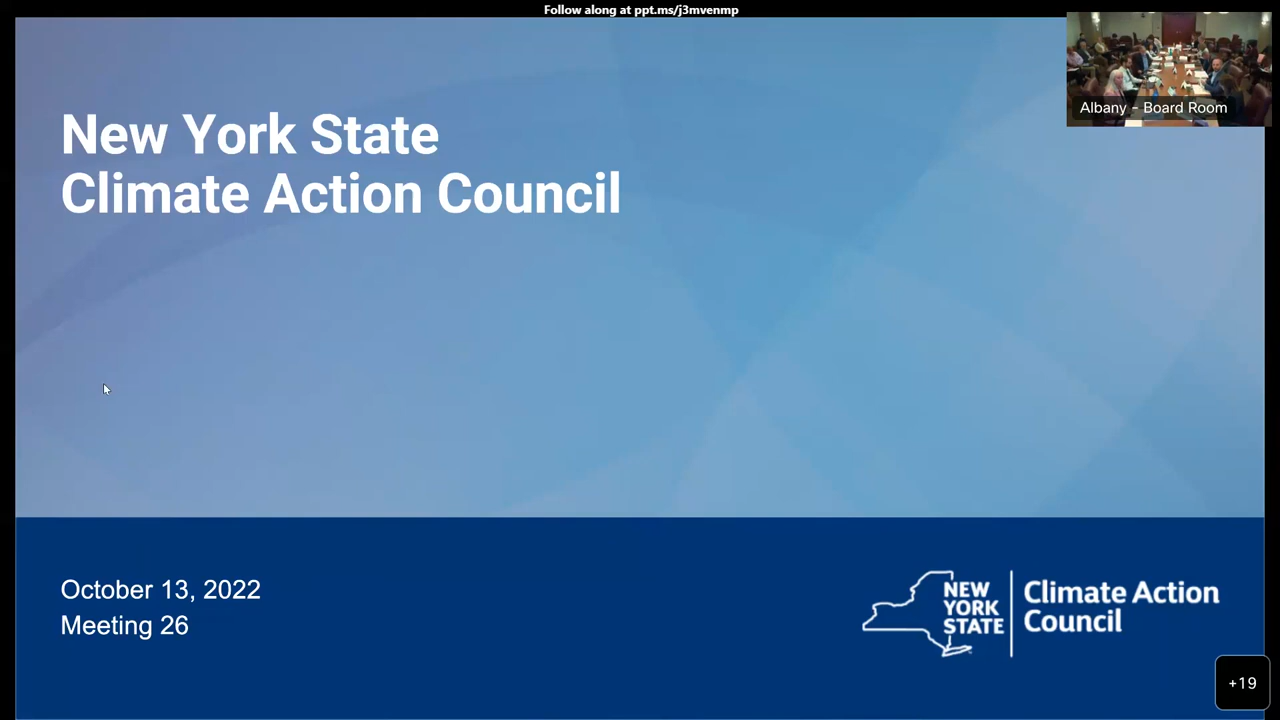 Follow along at ppt.ms/j3mvenmp
Albany - Board Room
New York State
Climate Action Council
October 13, 2022
Meeting 26
NEW
YORK
STATE
Climate Action
Council
+19